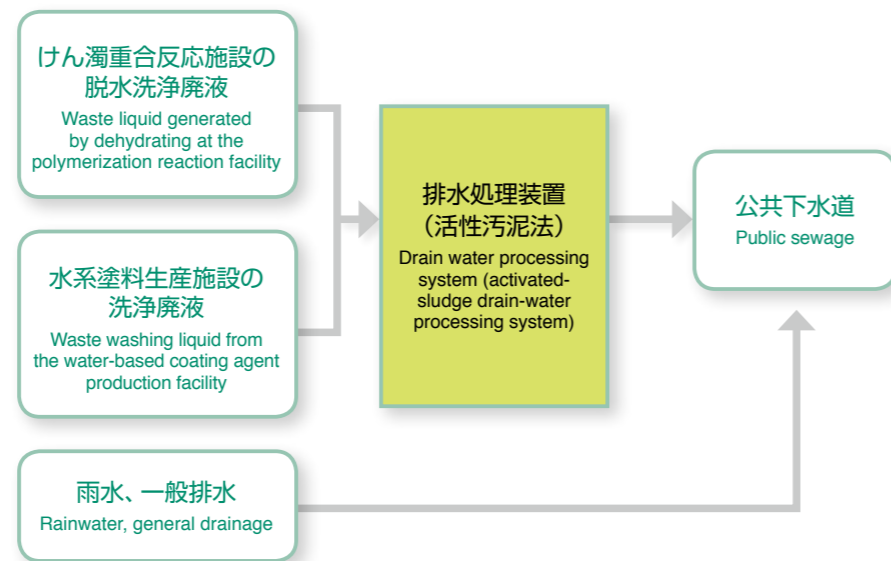 けん濁重合反応施設の
脱水洗浄廃液
Waste liquid generated
by dehydrating at the
polymerization reaction facility
水系塗料生産施設の
洗浄廃液
Waste washing liquid from
the water-based coating agent
production facility
雨水、一般排水
Rainwater, general drainage
排水処理装置
（活性汚泥法）
Drain water processing
system (activated-
sludge drain-water
processing system)
公共下水道
Public sewage